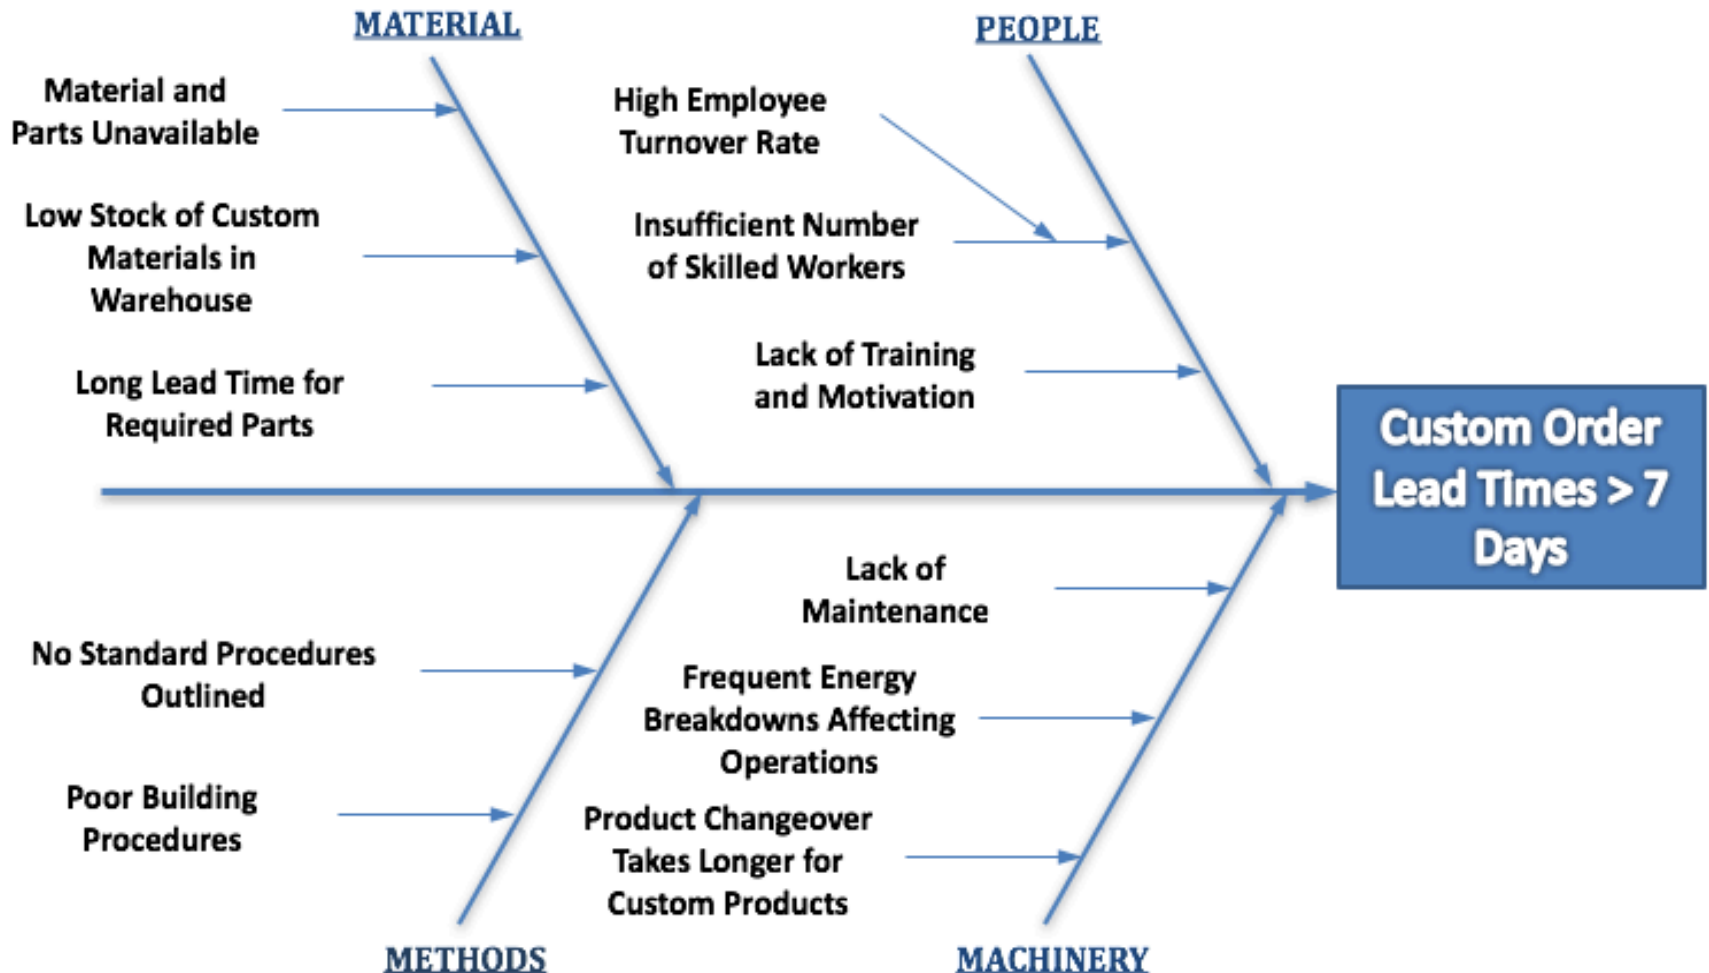 MATERIAL
Material and
Parts Unavailable
Low Stock of Custom
Materials in
Warehouse
Long Lead Time for
Required Parts
PEOPLE
High Employee
Turnover Rate
Insufficient Number
of Skilled Workers
Lack of Training
and Motivation
Custom Order
Lead Times > 7
Days
No Standard Procedures
Outlined
Poor Building
Procedures
METHODS
Lack of
Maintenance
Frequent Energy
Breakdowns Affecting
Operations
Product Changeover
Takes Longer for
Custom Products
MACHINERY